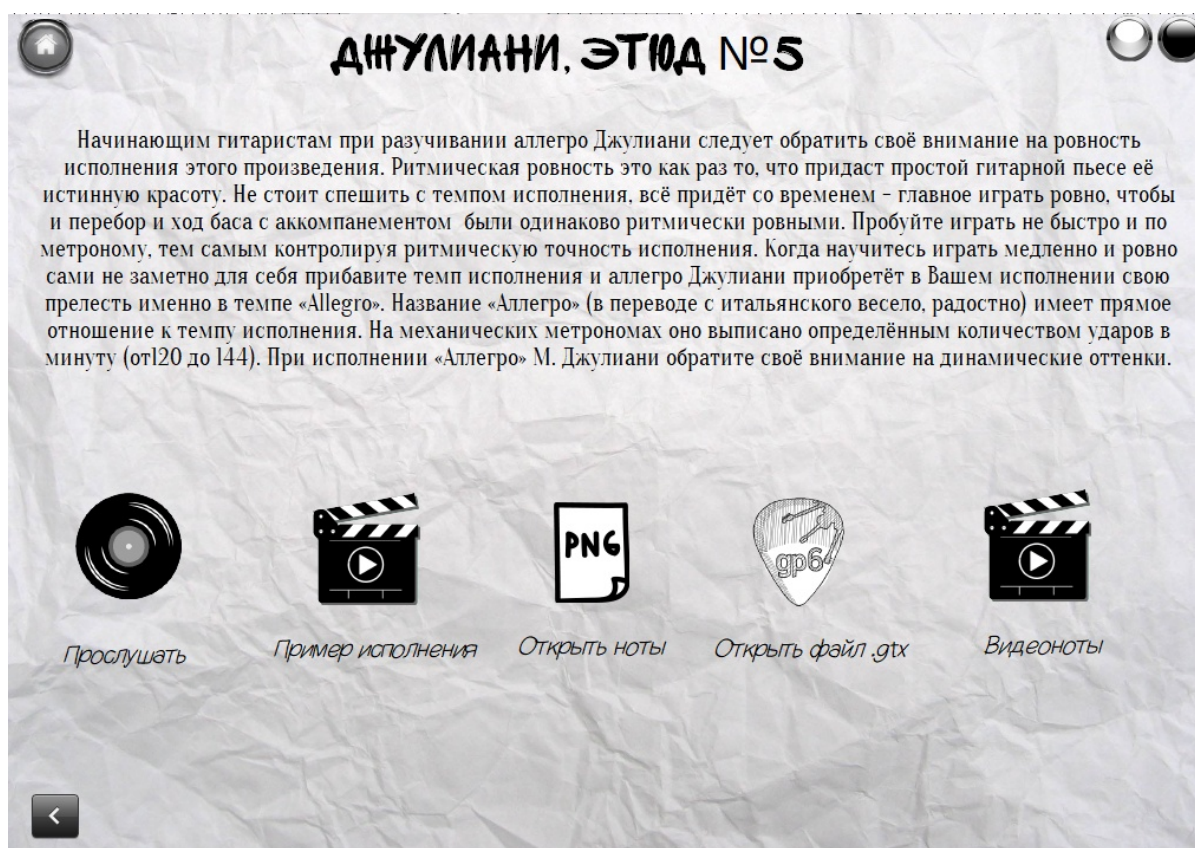 ДЖУЛИАНИ, ЭТЮД №5
Начинающим гитаристам при разучивании аллегро Джулиани следует обратить своё внимание на ровность
исполнения этого произведения. Ритмическая ровность это как раз то, что придаст простой гитарной пьесе её
истинную красоту. Не стоит спешить с темпом исполнения, всё придёт со временем – главное играть ровно, чтобы
и перебор и ход баса с аккомпанементом были одинаково ритмически ровными. Пробуйте играть не быстро и по
метроному, тем самым контролируя ритмическую точность исполнения. Когда научитесь играть медленно и ровно
сами не заметно для себя прибавите темп исполнения и аллегро Джулиани приобретёт в Вашем исполнении свою
прелесть именно в темпе «Allegro». Название «Аллегро» (в переводе с итальянского весело, радостно) имеет прямое
отношение к темпу исполнения. На механических метрономах оно выписано определённым количеством ударов в
минуту (от120 до 144). При исполнении «Аллегро» М. Джулиани обратите своё внимание на динамические оттенки.
PNG
gp6
Прослушать
Пример исполнения
Открыть ноты
Открыть файл .gtx
Видеоноты